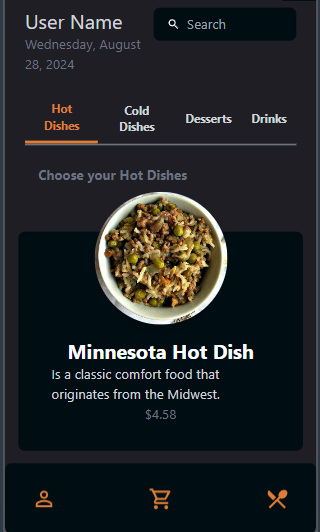 User Name
Search
Wednesday, August
28, 2024
Hot
Dishes
Cold
Dishes
Desserts
Drinks
Choose your Hot Dishes
Minnesota Hot Dish
Is a classic comfort food that
originates from the Midwest.
$4.58